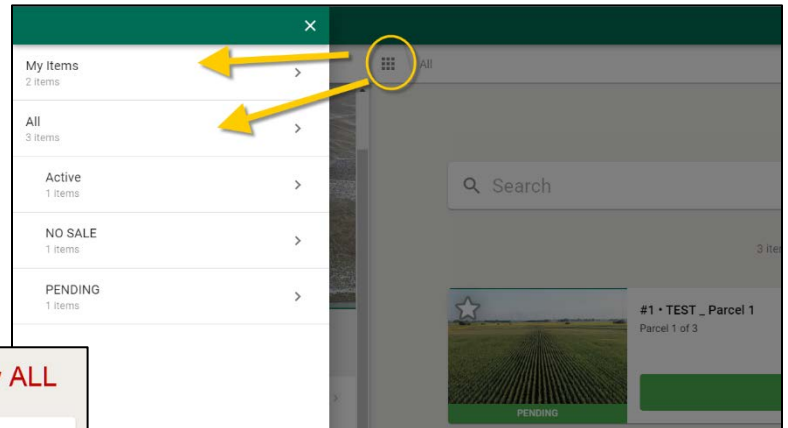 My Items
2 items
All
3 items
Active
1 items
NO SALE
1 items
PENDING
1 items
ALL
All
Search
3
#1 • TEST _ Parcel 1
Parcel 1 of 3
PENDING